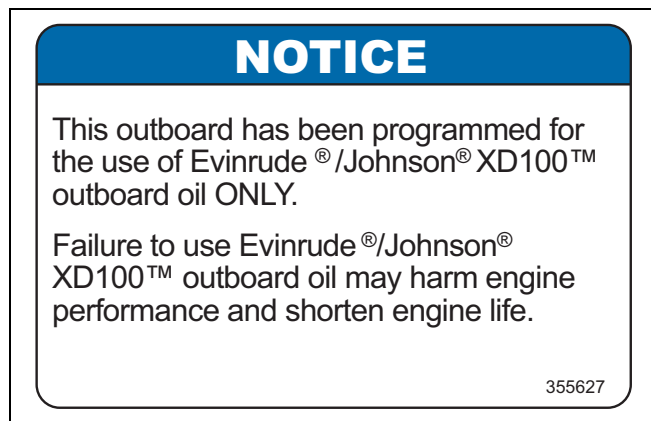 NOTICE
This outboard has been programmed for
the use of Evinrude ®/Johnson® XD100™
outboard oil ONLY.
Failure to use Evinrude ®/Johnson®
XD100™ outboard oil may harm engine
performance and shorten engine life.
355627